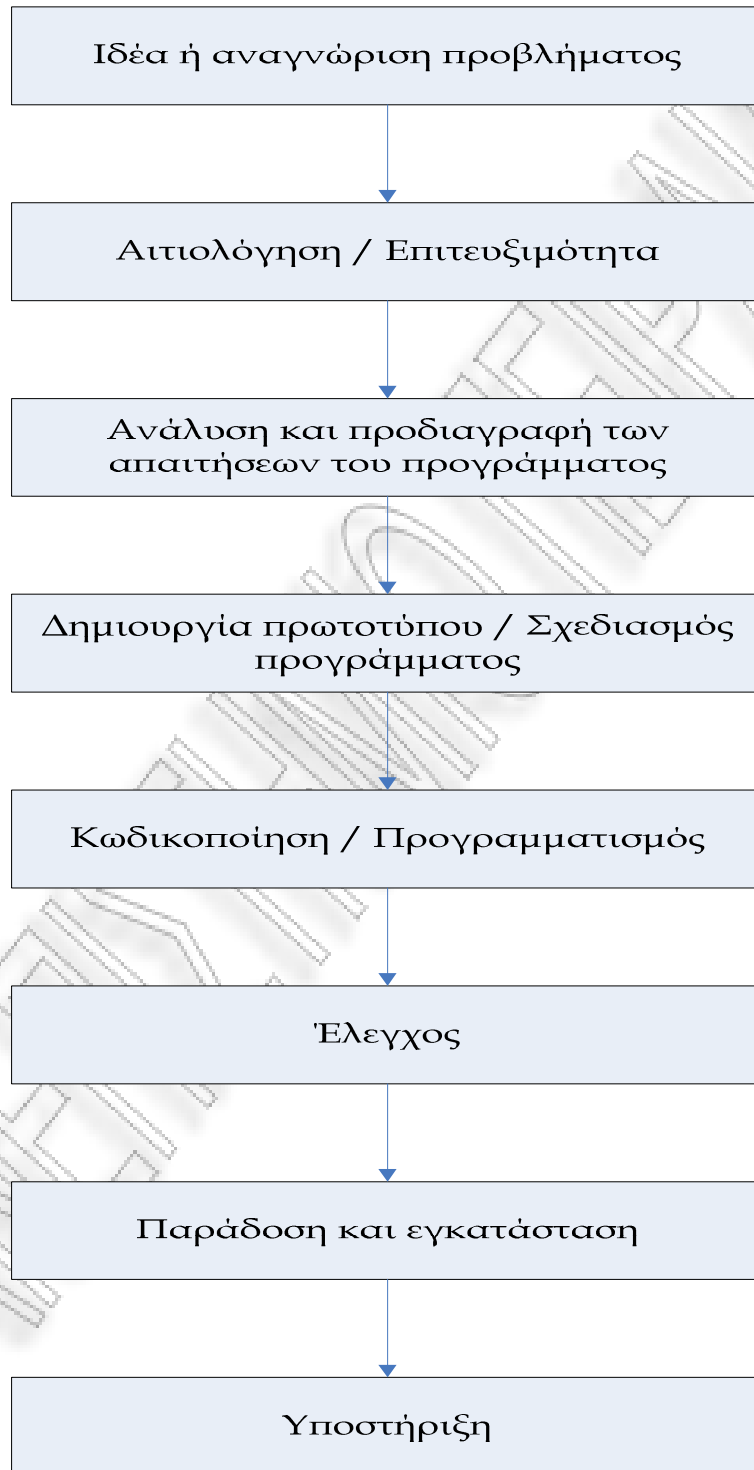 Ιδέα ή αναγνώριση προβλήματος
Αιτιολόγηση / Επιτευξιμότητα
Ανάλυση και προδιαγραφή των
απαιτήσεων του προγράμματος
Δημιουργία πρωτοτύπου / Σχεδιασμός
προγράμματος
Κωδικοποίηση / Προγραμματισμός
Έλεγχος
Παράδοση και εγκατάσταση
Υποστήριξη